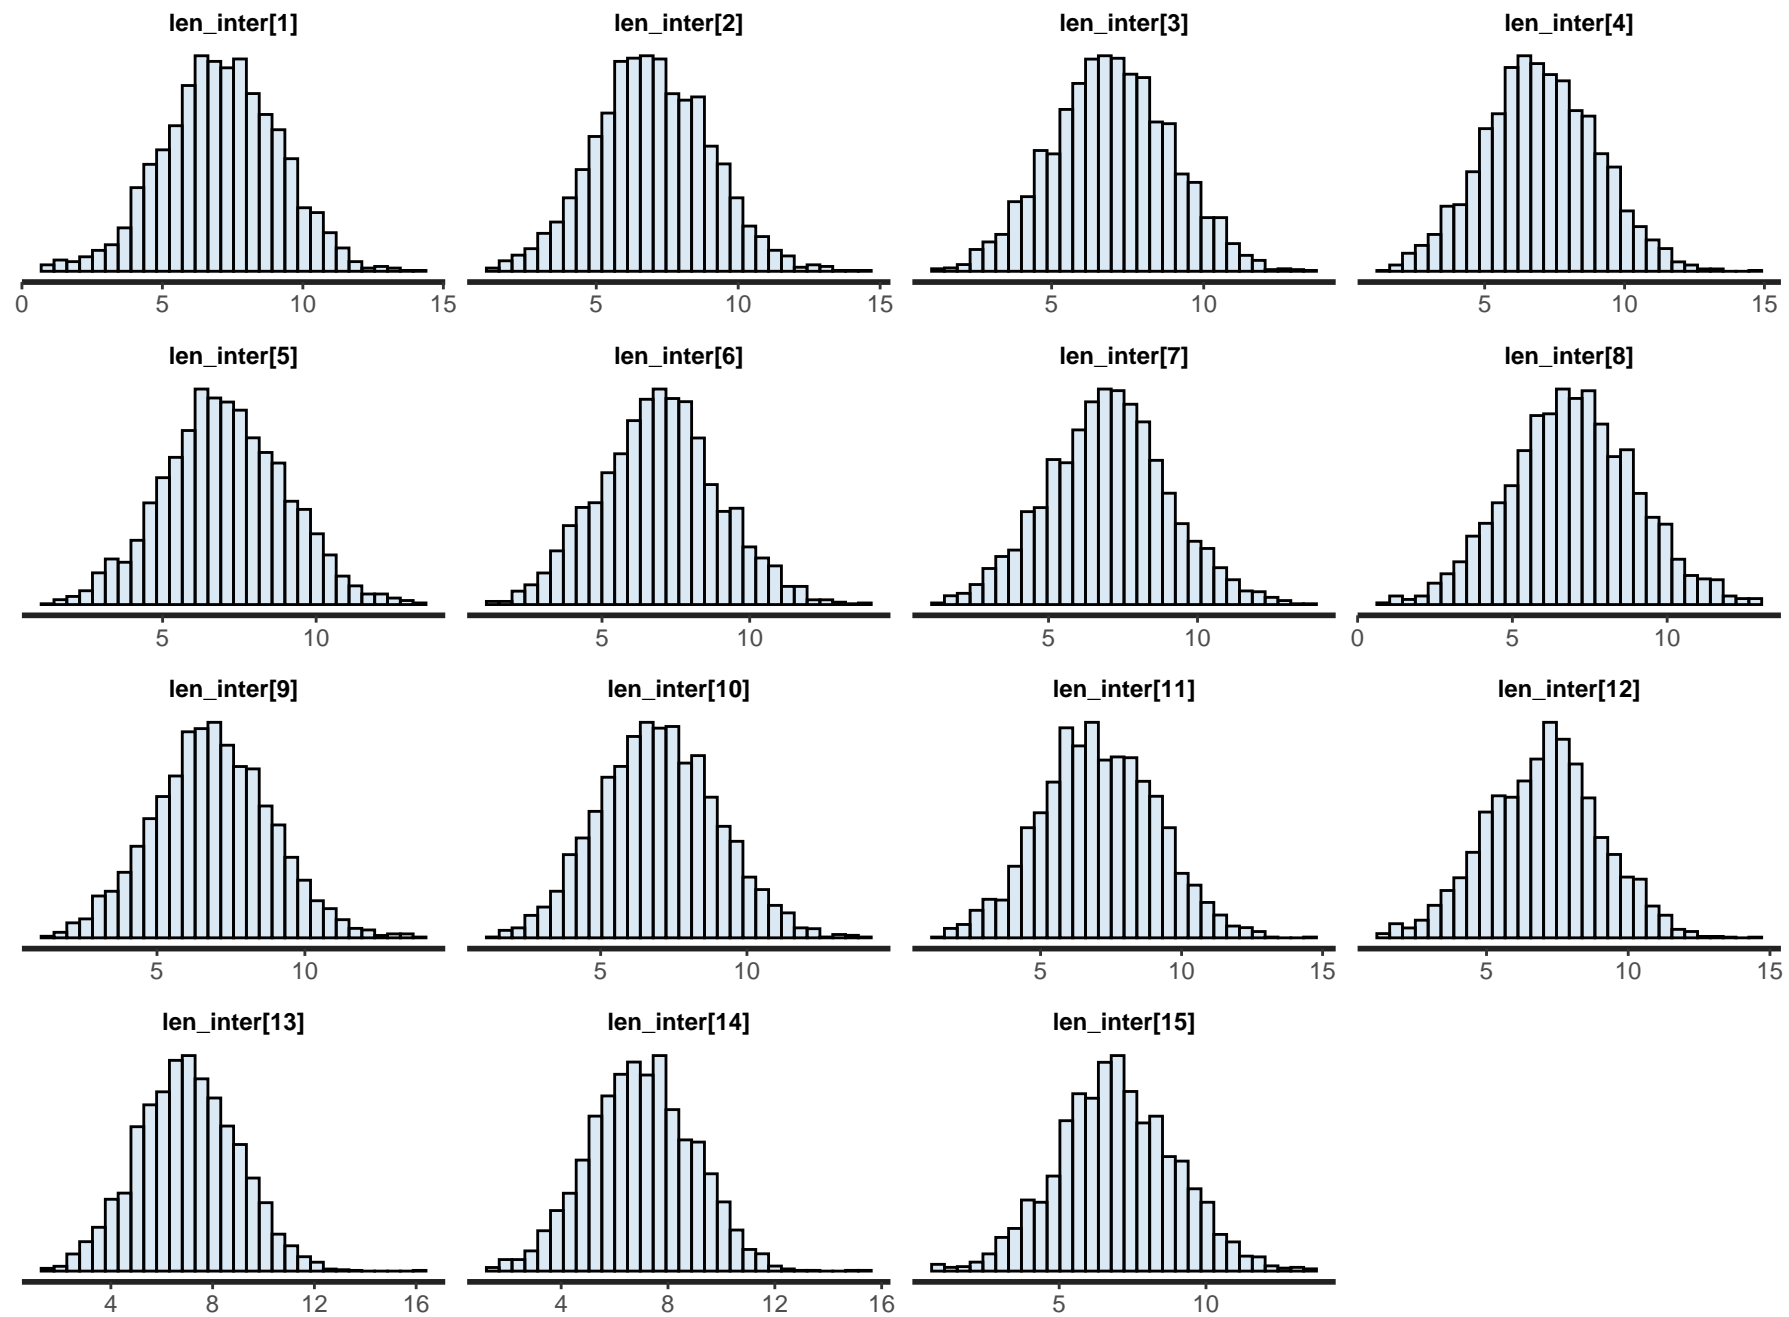 len_inter[1] len_inter[2] len_inter[3] len_inter[4]
0 5 10 15 5 10 15 5 10 5 10 15
len_inter[5] len_inter[6] len_inter[7] len_inter[8]
5 10 5 10 5 10 0 5 10
len_inter[9] len_inter[10] len_inter[11] len_inter[12]
5 10 5 10 5 10 15 5 10 15
len_inter[13] len_inter[14] len_inter[15]
4 8 12 16 4 8 12 16 5 10